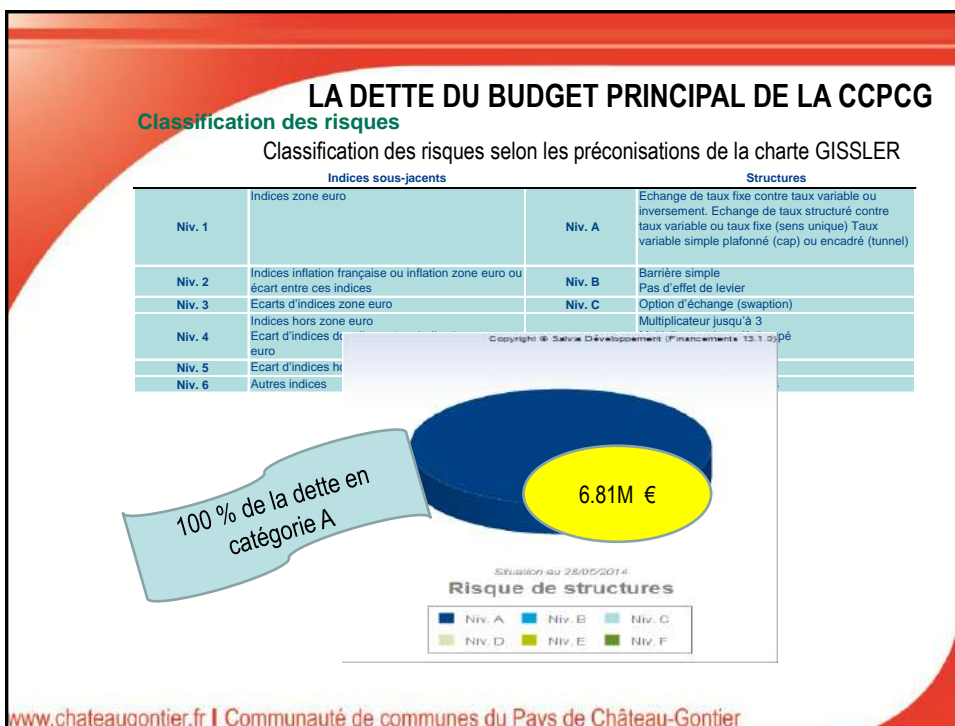 LA DETTE DU BUDGET PRINCIPAL DE LA CCPCG
Classification des risques
Classification des risques selon les préconisations de la charte GISSLER
Indices sous-jacents
Structures
Niv. 1
Indices zone euro
Niv. A
Echange de taux fixe contre taux variable ou
inversement. Echange de taux structuré contre
taux variable ou taux fixe (sens unique) Taux
variable simple plafonné (cap) ou encadré (tunnel)
Niv. 2
Indices inflation française ou inflation zone euro ou
écart entre ces indices
Niv. B
Barrière simple
Pas d’effet de levier
Niv. 3
Ecarts d’indices zone euro
Niv. C
Option d’échange (swaption)
Niv. 4
Indices hors zone euro
Ecart d’indices
euro
Multiplicateur jusqu’à 3
Niv. 5
Ecart d’indices
Niv. 6
Autres indices
Copyright © Salvia Développement (Financements 13.1.0)
100 % de la dette en
catégorie A
6.81M €
Situation au 28/05/2014
Risque de structures
Niv. A Niv. B Niv. C
Niv. D Niv. E Niv. F
www.chateaugontier.fr I Communauté de communes du Pays de Château-Gontier